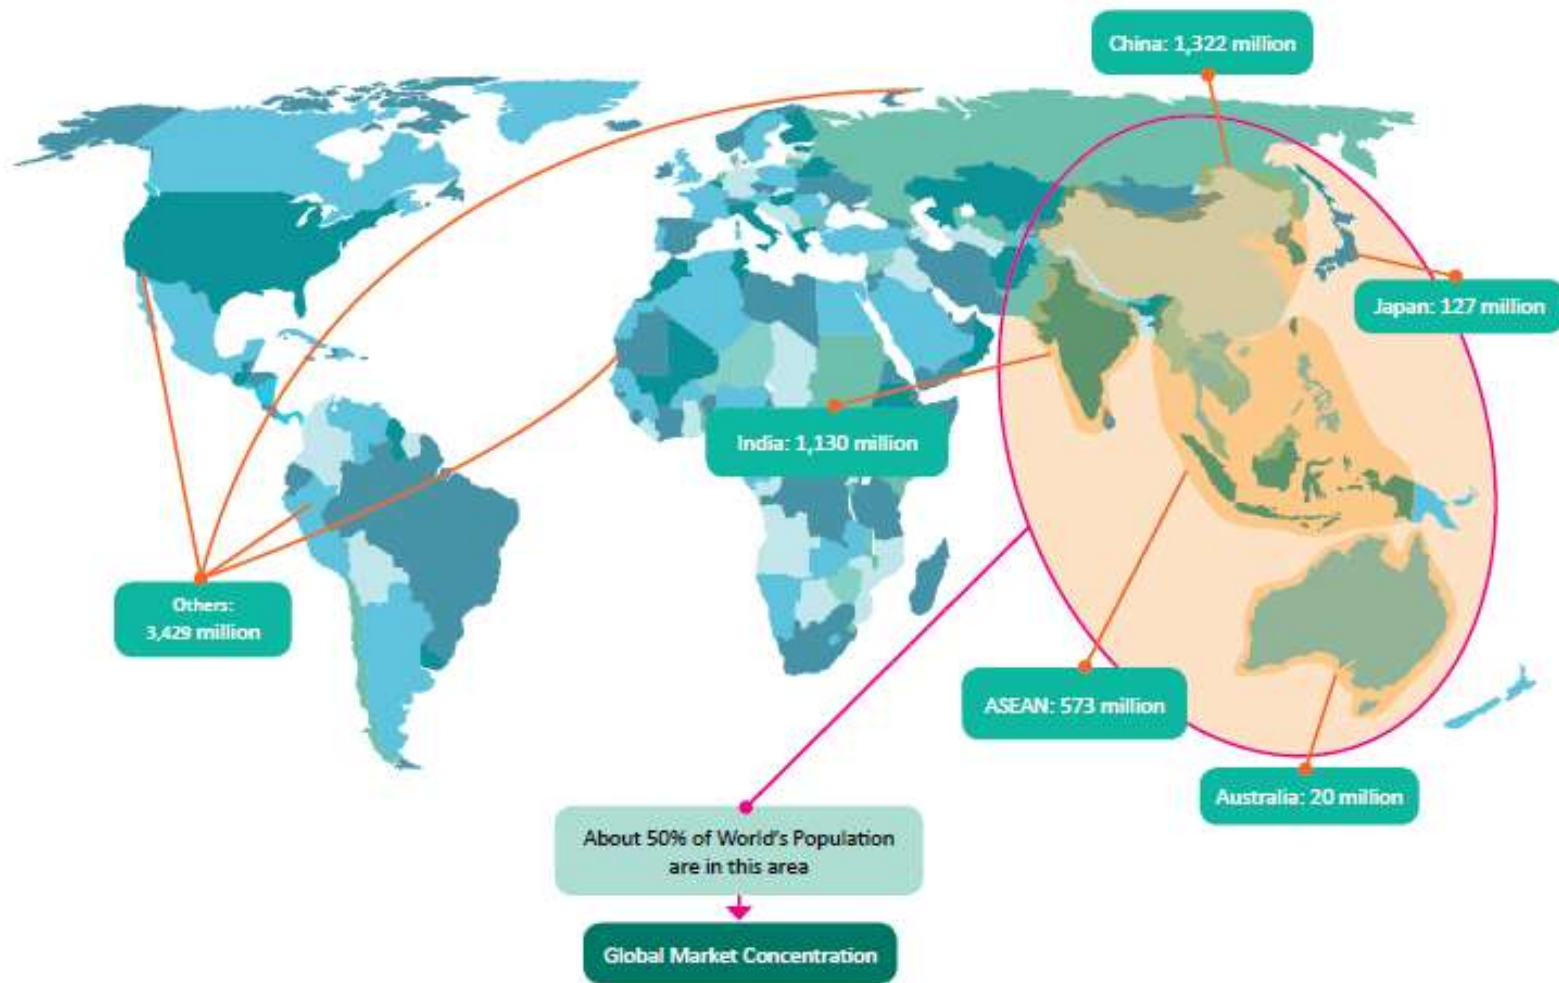 China: 1,322 million
Japan: 127 million
India: 1,130 million
Others:
3,429 million
ASEAN: 573 million
Australia: 20 million
About 50% of World's Population
are in this area
Global Market Concentration